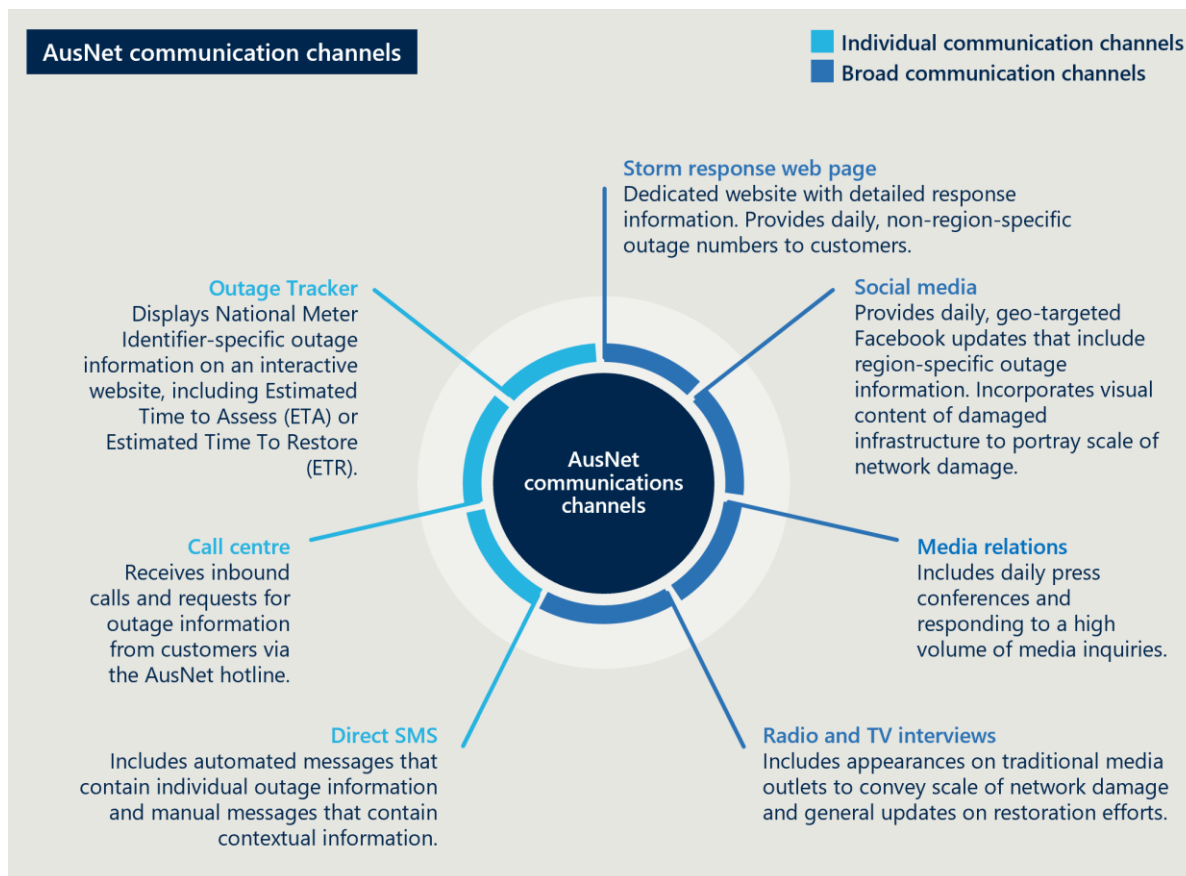 AusNet communication channels
Individual communication channels
Broad communication channels
Storm response web page
Dedicated website with detailed response
information. Provides daily, non-region-specific
outage numbers to customers.
Outage Tracker
Displays National Meter
Identifier-specific outage
information on an interactive
website, including Estimated
Time to Assess (ETA) or
Estimated Time To Restore
(ETR).
Social media
Provides daily, geo-targeted
Facebook updates that include
region-specific outage
information. Incorporates visual
content of damaged
infrastructure to portray scale of
network damage.
AusNet
communications
channels
Call centre
Receives inbound
calls and requests for
outage information
from customers via
the AusNet hotline.
Media relations
Includes daily press
conferences and
responding to a high
volume of media inquiries.
Direct SMS
Includes automated messages that
contain individual outage information
and manual messages that contain
contextual information.
Radio and TV interviews
Includes appearances on traditional media
outlets to convey scale of network damage
and general updates on restoration efforts.